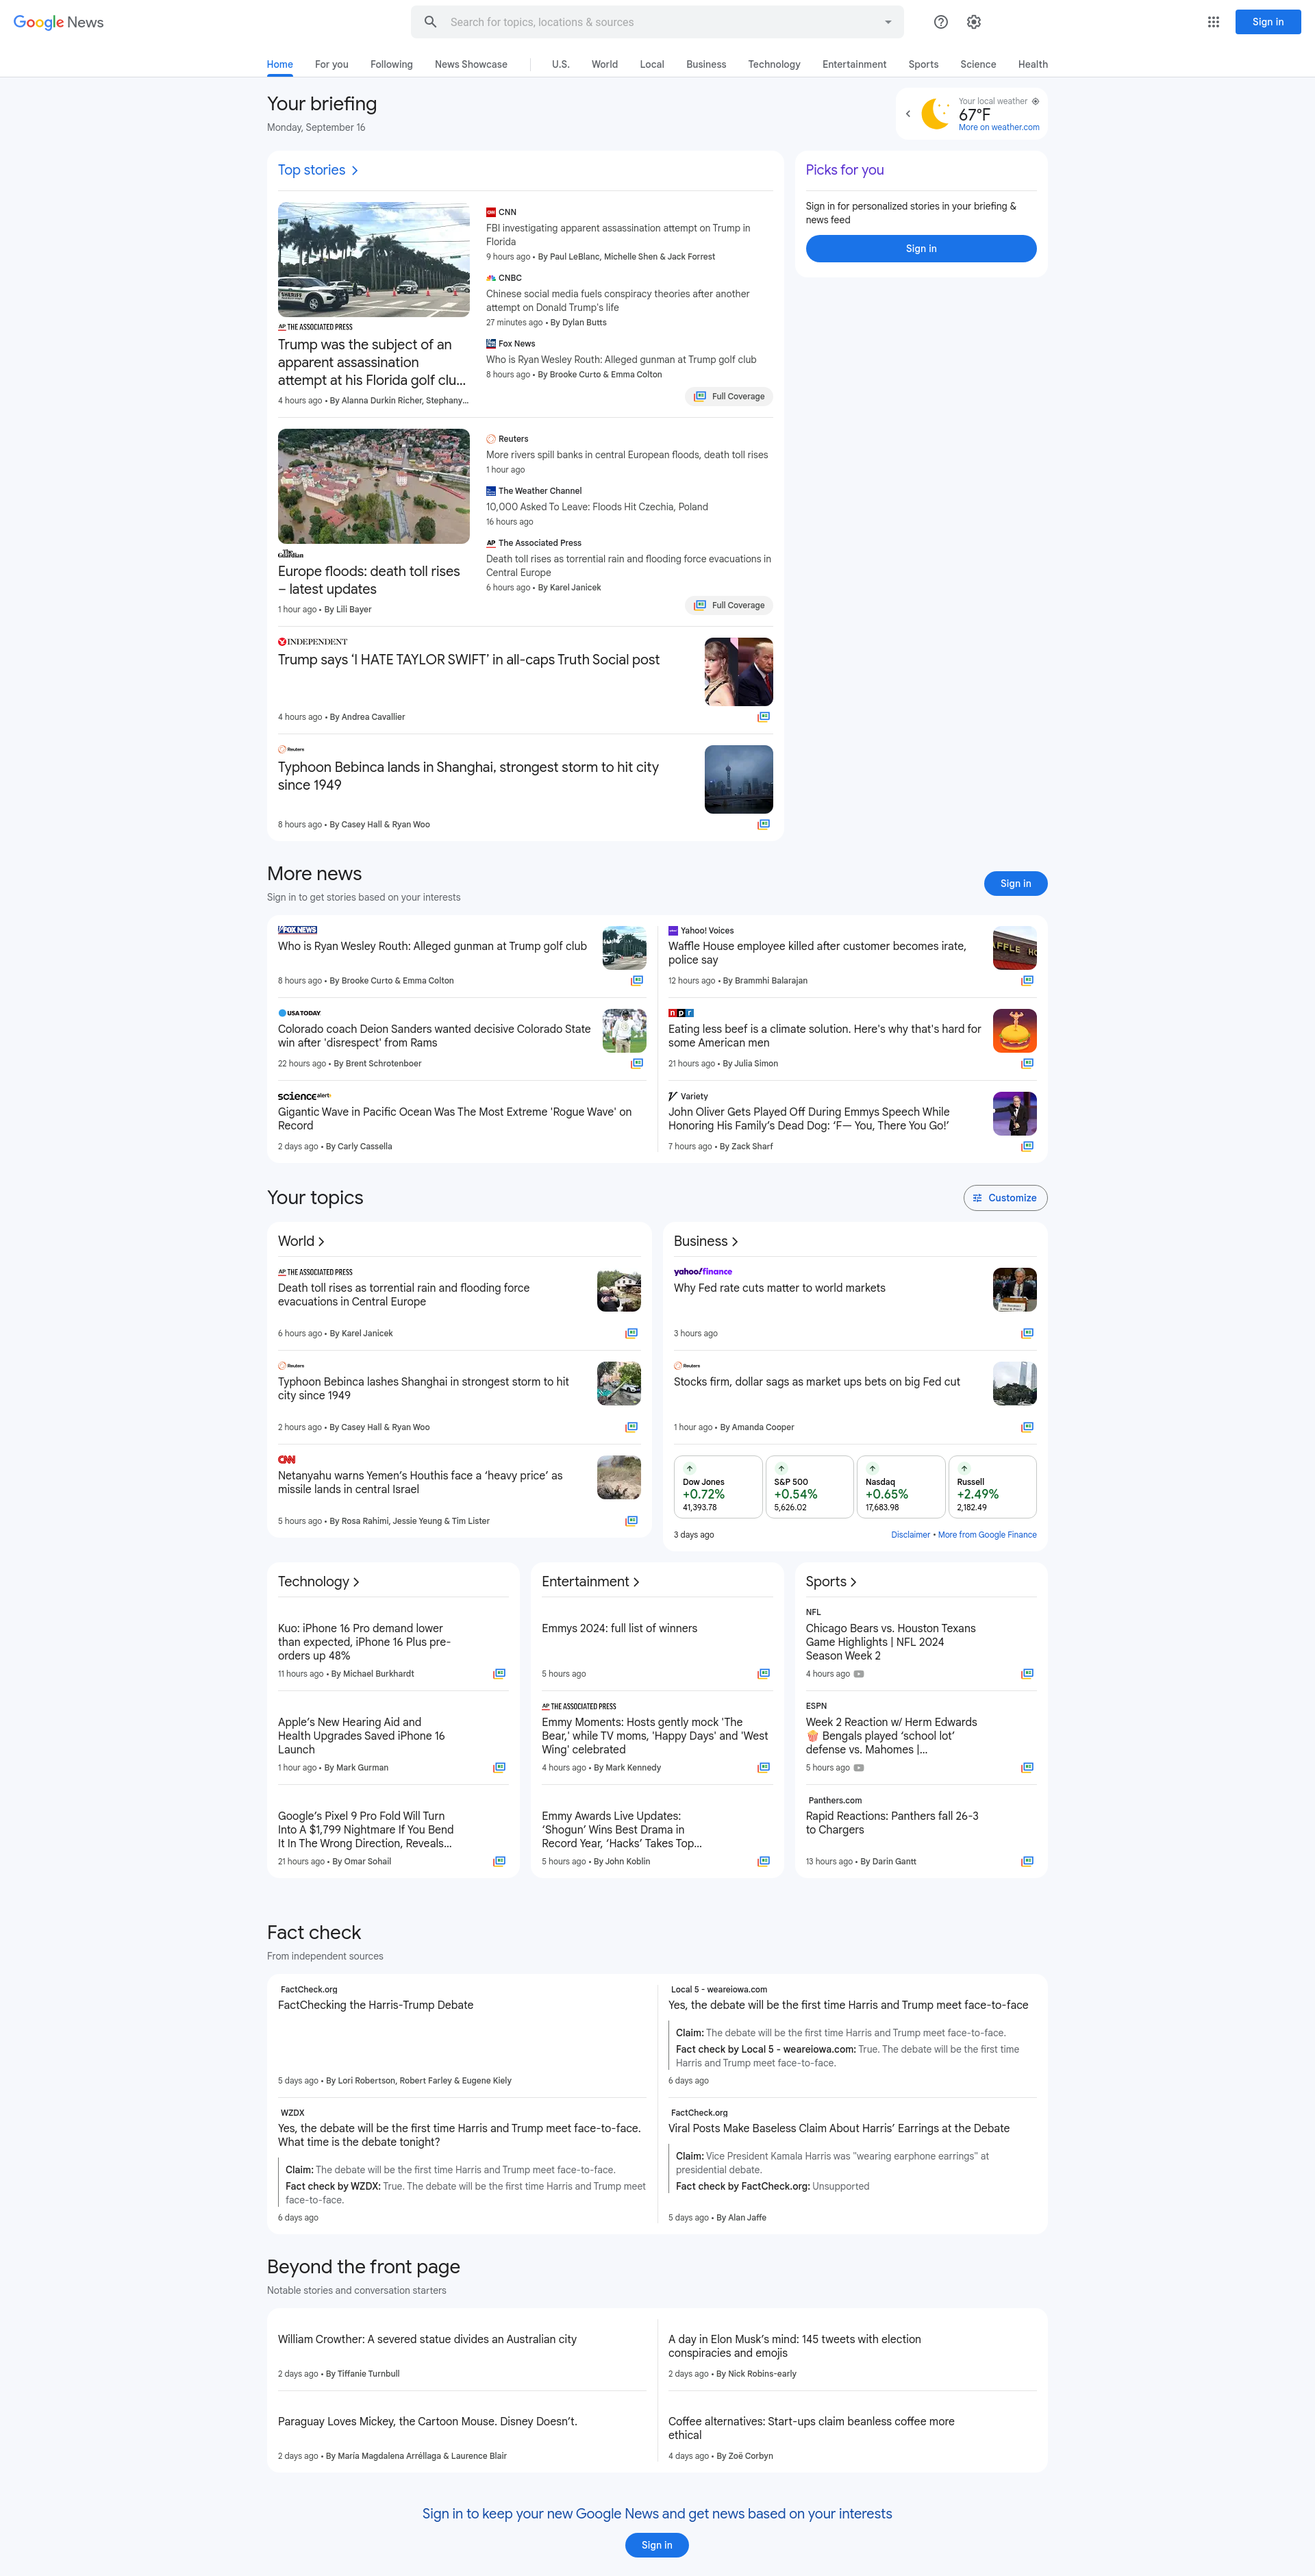 Google News
Search for topics, locations & sources
Sign in
Home
For you
Following
News Showcase
U.S.
World
Local
Business
Technology
Entertainment
Sports
Science
Health
Your briefing
Monday, September 16
Your local weather
67°F
More on weather.com
Top stories
THE ASSOCIATED PRESS
Trump was the subject of an
apparent assassination
attempt at his Florida golf clu...
4 hours ago • By Alanna Durkin Richer, Stephany...
CNN
FBI investigating apparent assassination attempt on Trump in
Florida
9 hours ago • By Paul LeBlanc, Michelle Shen & Jack Forrest
CNBC
Chinese social media fuels conspiracy theories after another
attempt on Donald Trump's life
27 minutes ago • By Dylan Butts
Fox News
Who is Ryan Wesley Routh: Alleged gunman at Trump golf club
8 hours ago • By Brooke Curto & Emma Colton
Full Coverage
Picks for you
Sign in for personalized stories in your briefing &
news feed
Sign in
The Guardian
Europe floods: death toll rises
– latest updates
1 hour ago • By Lili Bayer
Reuters
More rivers spill banks in central European floods, death toll rises
1 hour ago
The Weather Channel
10,000 Asked To Leave: Floods Hit Czechia, Poland
16 hours ago
The Associated Press
Death toll rises as torrential rain and flooding force evacuations in
Central Europe
6 hours ago • By Karel Janicek
Full Coverage
INDEPENDENT
Trump says ‘I HATE TAYLOR SWIFT’ in all-caps Truth Social post
4 hours ago • By Andrea Cavallier
Reuters
Typhoon Bebinca lands in Shanghai, strongest storm to hit city
since 1949
8 hours ago • By Casey Hall & Ryan Woo
More news
Sign in to get stories based on your interests
Sign in
FOX NEWS
Who is Ryan Wesley Routh: Alleged gunman at Trump golf club
8 hours ago • By Brooke Curto & Emma Colton
Yahoo! Voices
Waffle House employee killed after customer becomes irate,
police say
12 hours ago • By Brammhi Balarajan
USA TODAY
Colorado coach Deion Sanders wanted decisive Colorado State
win after 'disrespect' from Rams
22 hours ago • By Brent Schrotenboer
npr
Eating less beef is a climate solution. Here's why that's hard for
some American men
21 hours ago • By Julia Simon
sciencealert
Gigantic Wave in Pacific Ocean Was The Most Extreme 'Rogue Wave' on
Record
2 days ago • By Carly Cassella
Variety
John Oliver Gets Played Off During Emmys Speech While
Honoring His Family’s Dead Dog: ‘F— You, There You Go!’
7 hours ago • By Zack Sharf
Your topics
Customize
World
THE ASSOCIATED PRESS
Death toll rises as torrential rain and flooding force
evacuations in Central Europe
6 hours ago • By Karel Janicek
Reuters
Typhoon Bebinca lashes Shanghai in strongest storm to hit
city since 1949
2 hours ago • By Casey Hall & Ryan Woo
CNN
Netanyahu warns Yemen’s Houthis face a ‘heavy price’ as
missile lands in central Israel
5 hours ago • By Rosa Rahimi, Jessie Yeung & Tim Lister
Business
yahoo!finance
Why Fed rate cuts matter to world markets
3 hours ago
Reuters
Stocks firm, dollar sags as market ups bets on big Fed cut
1 hour ago • By Amanda Cooper
Dow Jones
+0.72%
41,393.78
S&P 500
+0.54%
5,626.02
Nasdaq
+0.65%
17,683.98
Russell
+2.49%
2,182.49
3 days ago
Disclaimer • More from Google Finance
Technology
Kuo: iPhone 16 Pro demand lower
than expected, iPhone 16 Plus pre-
orders up 48%
11 hours ago • By Michael Burkhardt
Apple’s New Hearing Aid and
Health Upgrades Saved iPhone 16
Launch
1 hour ago • By Mark Gurman
Google’s Pixel 9 Pro Fold Will Turn
Into A $1,799 Nightmare If You Bend
It In The Wrong Direction, Reveals...
21 hours ago • By Omar Sohail
Entertainment
Emmys 2024: full list of winners
5 hours ago
THE ASSOCIATED PRESS
Emmy Moments: Hosts gently mock 'The
Bear,' while TV moms, 'Happy Days' and 'West
Wing' celebrated
4 hours ago • By Mark Kennedy
Emmy Awards Live Updates:
‘Shogun’ Wins Best Drama in
Record Year, ‘Hacks’ Takes Top...
5 hours ago • By John Koblin
Sports
NFL
Chicago Bears vs. Houston Texans
Game Highlights | NFL 2024
Season Week 2
4 hours ago
ESPN
Week 2 Reaction w/ Herm Edwards
🍿 Bengals played ‘school lot’
defense vs. Mahomes |...
5 hours ago
Panthers.com
Rapid Reactions: Panthers fall 26-3
to Chargers
13 hours ago • By Darin Gantt
Fact check
From independent sources
FactCheck.org
FactChecking the Harris-Trump Debate
5 days ago • By Lori Robertson, Robert Farley & Eugene Kiely
Local 5 - weareiowa.com
Yes, the debate will be the first time Harris and Trump meet face-to-face
Claim: The debate will be the first time Harris and Trump meet face-to-face.
Fact check by Local 5 - weareiowa.com: True. The debate will be the first time
Harris and Trump meet face-to-face.
6 days ago
WZDX
Yes, the debate will be the first time Harris and Trump meet face-to-face.
What time is the debate tonight?
Claim: The debate will be the first time Harris and Trump meet face-to-face.
Fact check by WZDX: True. The debate will be the first time Harris and Trump meet
face-to-face.
6 days ago
FactCheck.org
Viral Posts Make Baseless Claim About Harris’ Earrings at the Debate
Claim: Vice President Kamala Harris was "wearing earphone earrings" at
presidential debate.
Fact check by FactCheck.org: Unsupported
5 days ago • By Alan Jaffe
Beyond the front page
Notable stories and conversation starters
William Crowther: A severed statue divides an Australian city
2 days ago • By Tiffanie Turnbull
A day in Elon Musk’s mind: 145 tweets with election
conspiracies and emojis
2 days ago • By Nick Robins-early
Paraguay Loves Mickey, the Cartoon Mouse. Disney Doesn’t.
2 days ago • By María Magdalena Arréllaga & Laurence Blair
Coffee alternatives: Start-ups claim beanless coffee more
ethical
4 days ago • By Zoë Corbyn
Sign in to keep your new Google News and get news based on your interests
Sign in